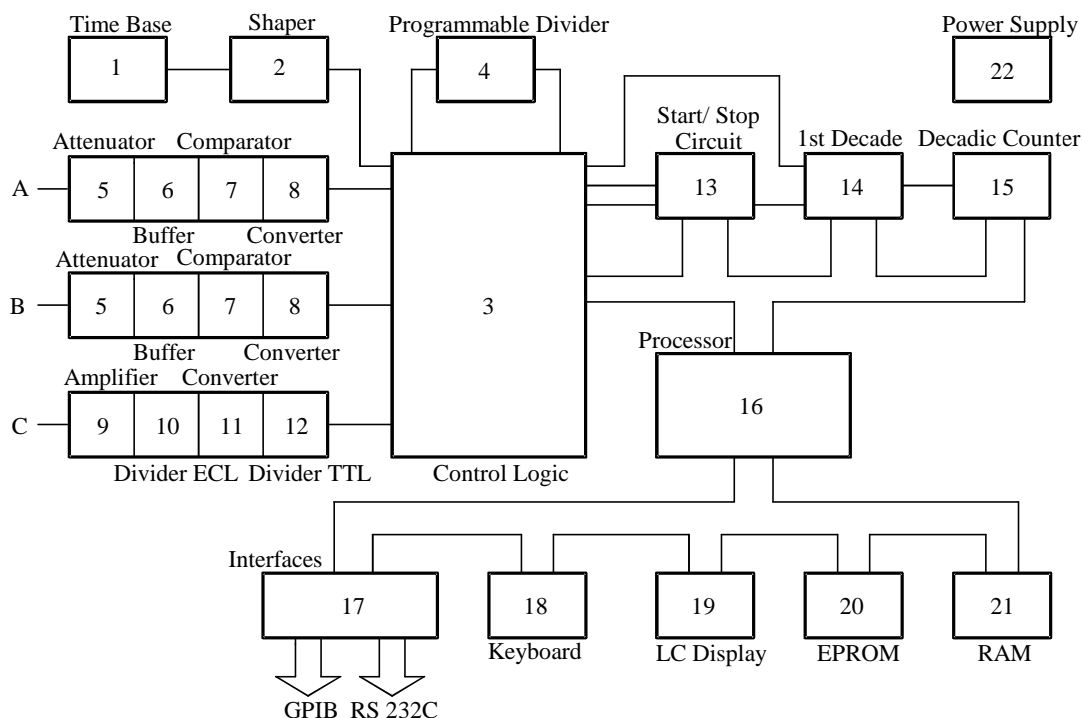 Time Base
Shaper
Programmable Divider
Power Supply
1
2
4
22
Start/ Stop
Circuit
1st Decade
Decadic Counter
Attenuator
Comparator
A
5
6
7
8
13
14
15
Buffer
Converter
Attenuator
Comparator
B
5
6
7
8
3
Buffer
Converter
Processor
Amplifier
Converter
16
C
9
10
11
12
Divider ECL
Divider TTL
Control Logic
Interfaces
17
18
19
20
21
Keyboard
LC Display
EPROM
RAM
GPIB
RS 232C